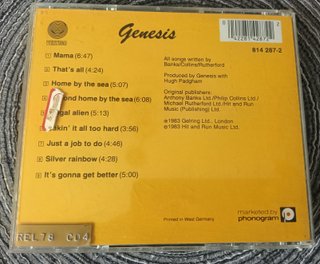 VERTIGO
Genesis
814 287-2
Mama (6:47)
That's all (4:24)
Home by the sea (5:07)
ond home by the sea (6:08)
egal alien (5:13)
akin' it all too hard (3:56)
Just a job to do (4:46)
Silver rainbow (4:28)
It's gonna get better (5:00)
All songs written by
Banks/Collins/Rutherford
Produced by Genesis with
Hugh Padgham
Original publishers:
Anthony Banks Ltd./Philip Collins Ltd./
Michael Rutherford Ltd./Hit and Run
Music (Publishing) Ltd.
℗1983 Gelring Ltd., London
©1983 Hit and Run Music Ltd.
Printed in West Germany
marketed by
phonogram
REL78 CD4